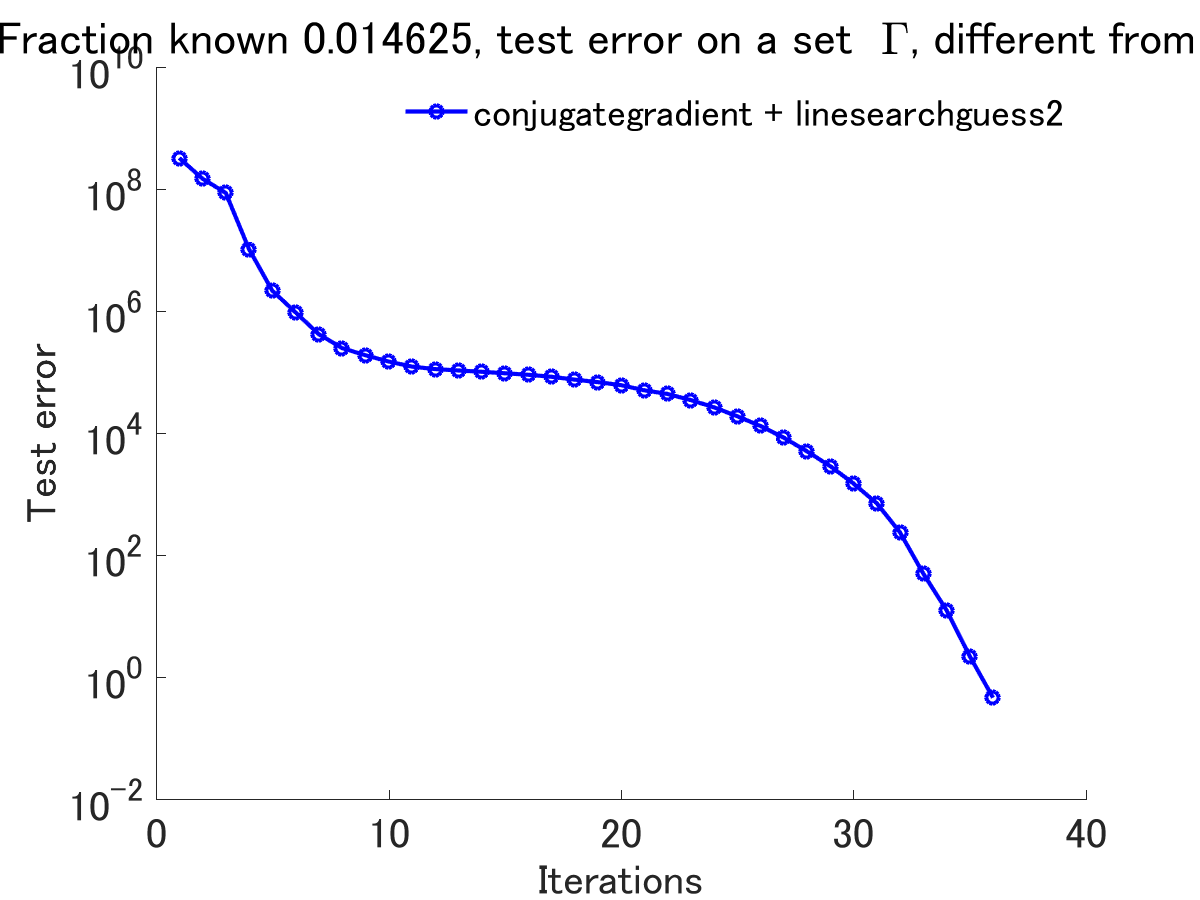 Fraction known 0.014625, test error on a set Γ, different from
conjugategradient + linesearchguess2
10^10
10^8
10^6
10^4
10^2
10^0
10^-2
Test error
0 10 20 30 40
Iterations